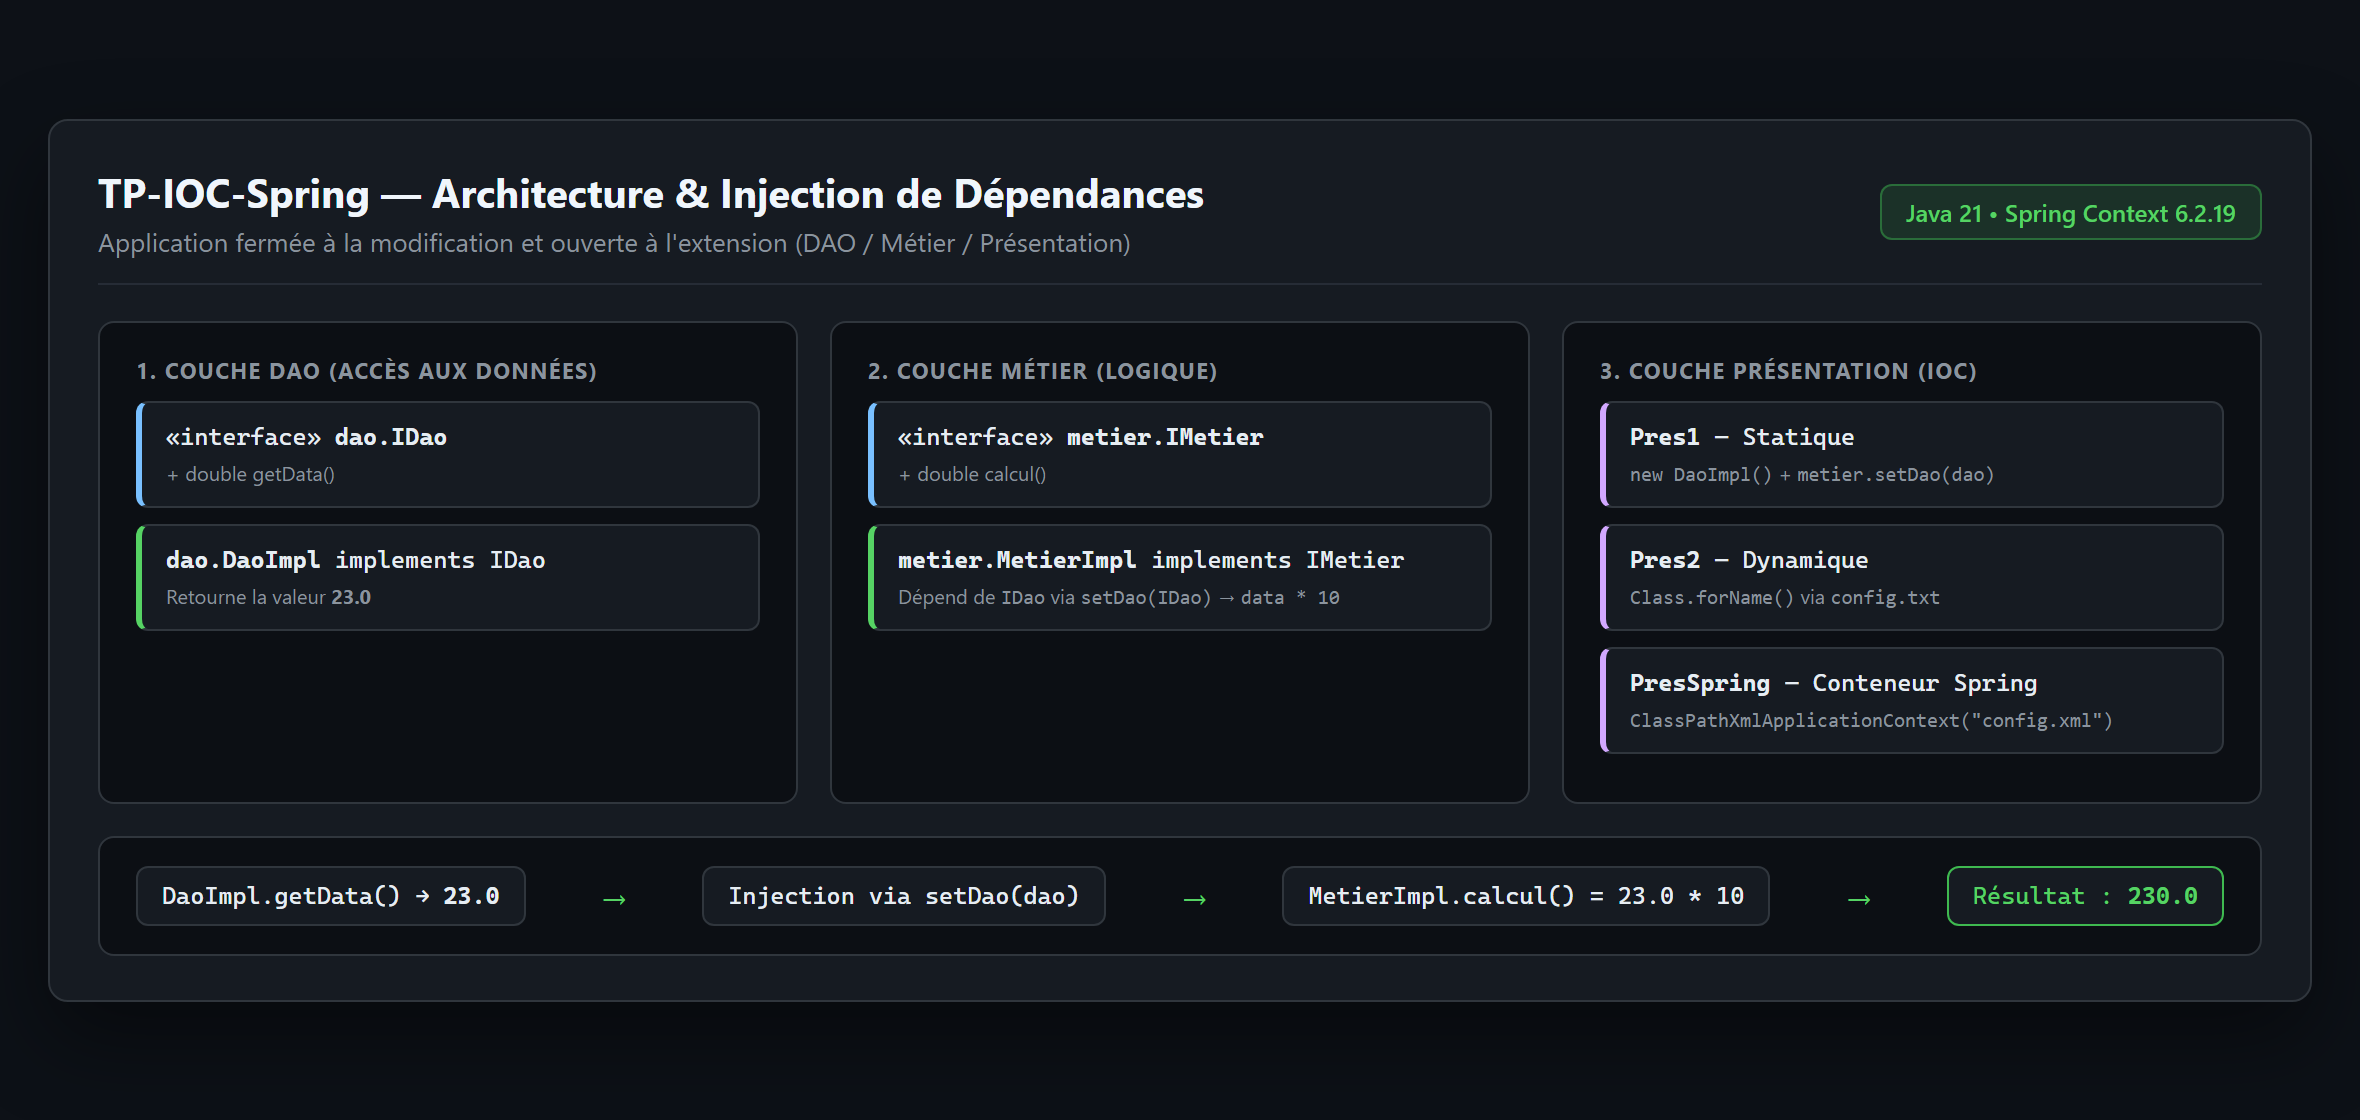 TP-IOC-Spring — Architecture & Injection de Dépendances
Application fermée à la modification et ouverte à l'extension (DAO / Métier / Présentation)
Java 21 • Spring Context 6.2.19
1. COUCHE DAO (ACCÈS AUX DONNÉES)
«interface» dao.IDao
+ double getData()
dao.DaoImpl implements IDao
Retourne la valeur 23.0
2. COUCHE MÉTIER (LOGIQUE)
«interface» metier.IMetier
+ double calcul()
metier.MetierImpl implements IMetier
Dépend de IDao via setDao(IDao) → data * 10
3. COUCHE PRÉSENTATION (IOC)
Pres1 — Statique
new DaoImpl() + metier.setDao(dao)
Pres2 — Dynamique
Class.forName() via config.txt
PresSpring — Conteneur Spring
ClassPathXmlApplicationContext("config.xml")
DaoImpl.getData() → 23.0
→
Injection via setDao(dao)
→
MetierImpl.calcul() = 23.0 * 10
→
Résultat : 230.0